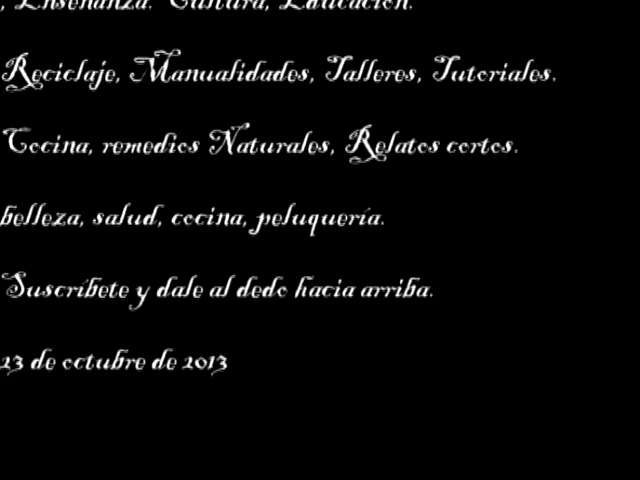 , Enseñanza. Cultura, Educación.
Reciclaje, Manualidades, Talleres, Tutoriales.
Cocina, remedios Naturales, Relatos cortos.
belleza, salud, cocina, peluquería.
Suscríbete y dale al dedo hacia arriba.
23 de octubre de 2013